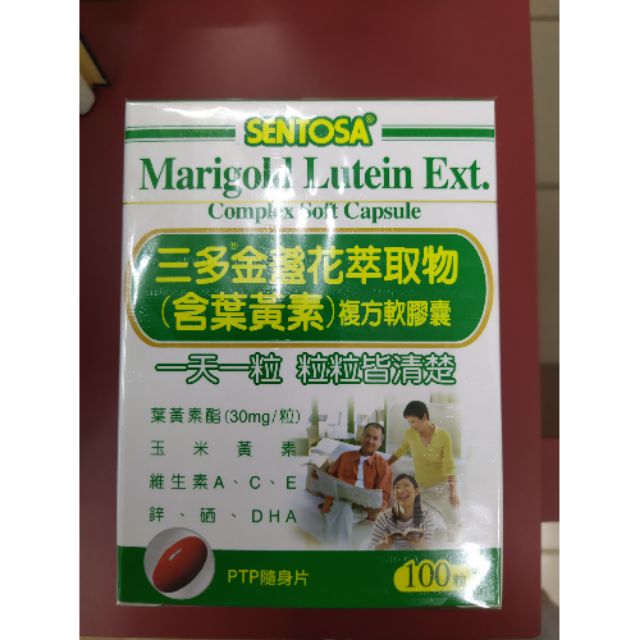 SENTOSA®
Marigold Lutein Ext.
Complex Soft Capsule
三多®金盞花萃取物
(含葉黃素)複方軟膠囊
一天一粒 粒粒皆清楚
葉黃素酯(30mg/粒)
玉米黃素
維生素A、C、E
鋅、硒、DHA
PTP隨身片
100粒